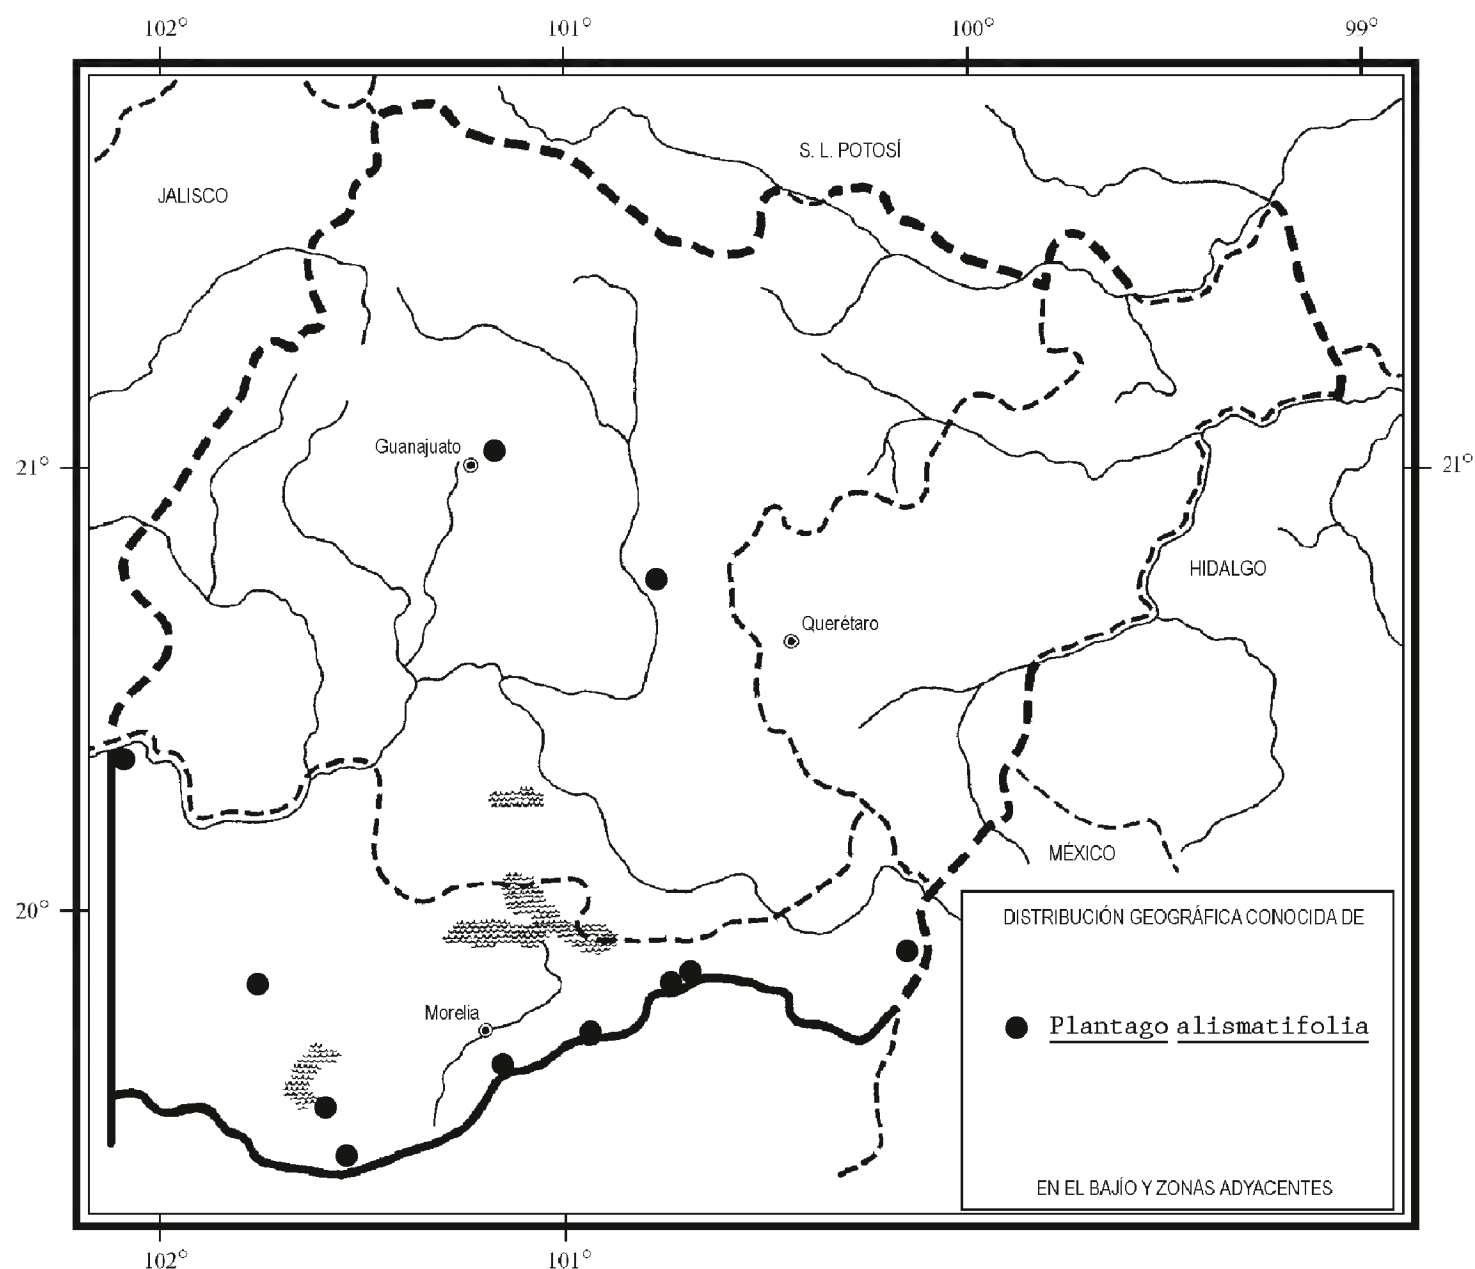 102° 101° 100° 99°
S. L. POTOSÍ
JALISCO
Guanajuato
21° 21°
HIDALGO
Querétaro
MÉXICO
20°
DISTRIBUCIÓN GEOGRÁFICA CONOCIDA DE
Morelia
Plantago alismatifolia
EN EL BAJÍO Y ZONAS ADYACENTES
102° 101°